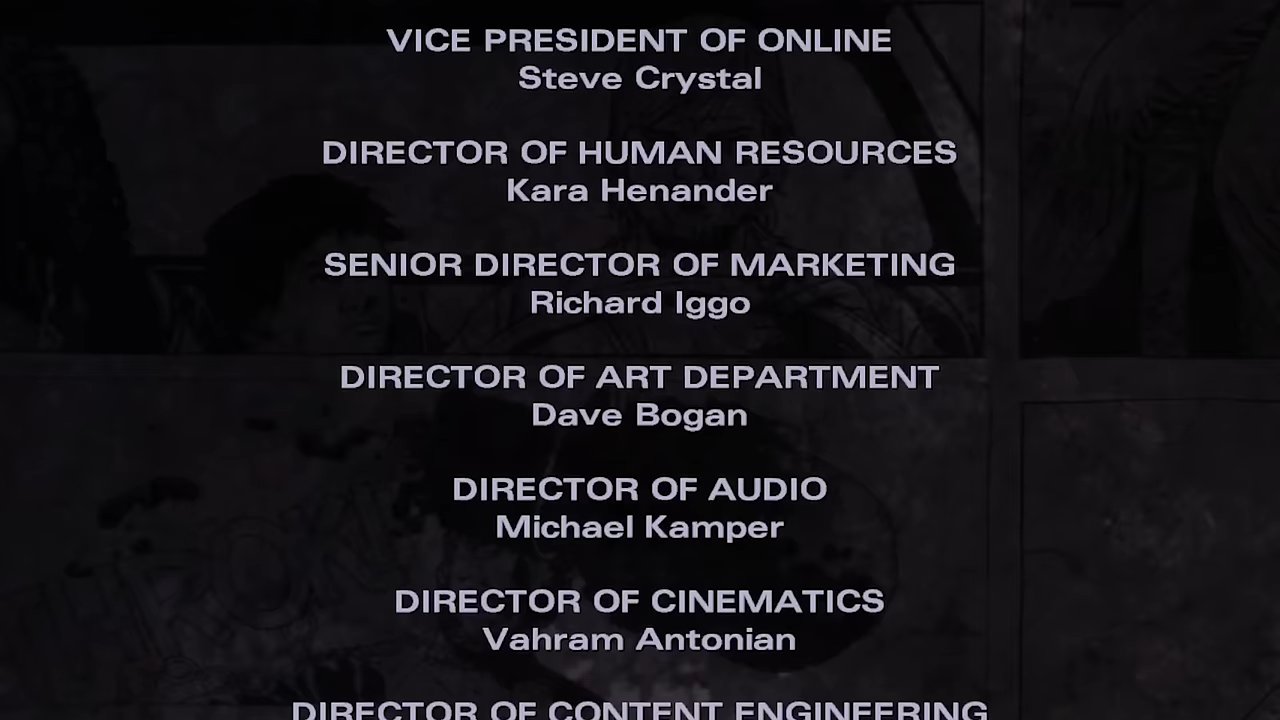 VICE PRESIDENT OF ONLINE
Steve Crystal
DIRECTOR OF HUMAN RESOURCES
Kara Henander
SENIOR DIRECTOR OF MARKETING
Richard Iggo
DIRECTOR OF ART DEPARTMENT
Dave Bogan
DIRECTOR OF AUDIO
Michael Kamper
DIRECTOR OF CINEMATICS
Vahram Antonian
DIRECTOR OF CONTENT ENGINEERING